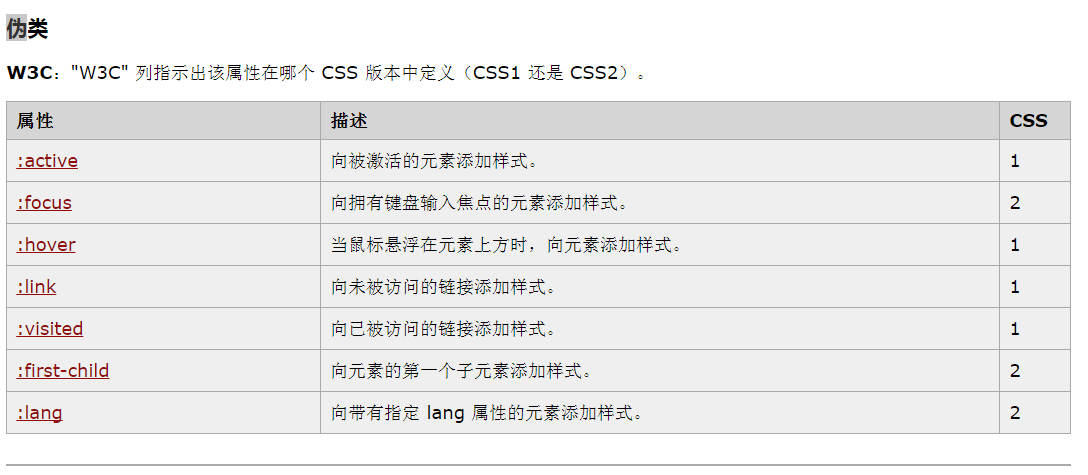 伪类
W3C："W3C" 列指示出该属性在哪个 CSS 版本中定义（CSS1 还是 CSS2）。
属性 描述 CSS
:active 向被激活的元素添加样式。 1
:focus 向拥有键盘输入焦点的元素添加样式。 2
:hover 当鼠标悬浮在元素上方时，向元素添加样式。 1
:link 向未被访问的链接添加样式。 1
:visited 向已被访问的链接添加样式。 1
:first-child 向元素的第一个子元素添加样式。 2
:lang 向带有指定 lang 属性的元素添加样式。 2